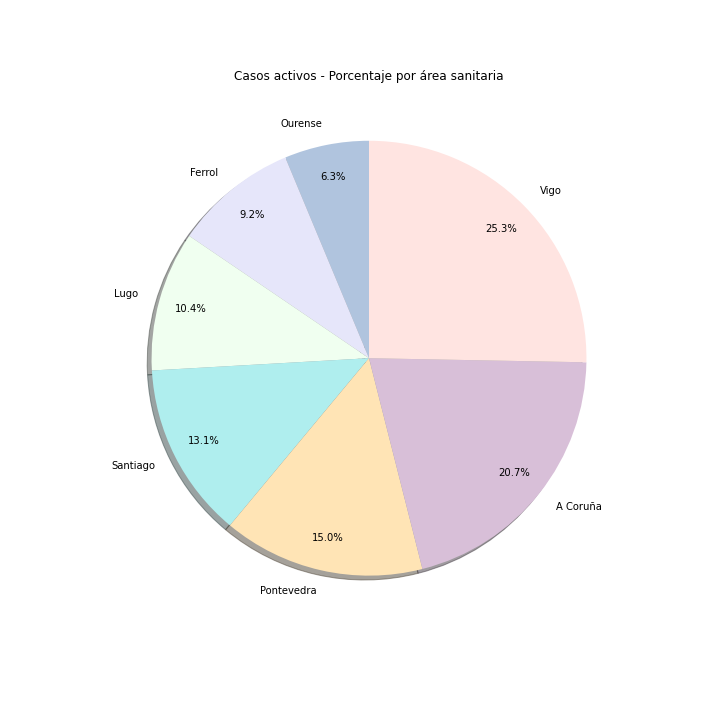 Casos activos - Porcentaje por área sanitaria
Ourense
6.3%
Ferrol
9.2%
Vigo
25.3%
Lugo
10.4%
Santiago
13.1%
A Coruña
20.7%
Pontevedra
15.0%